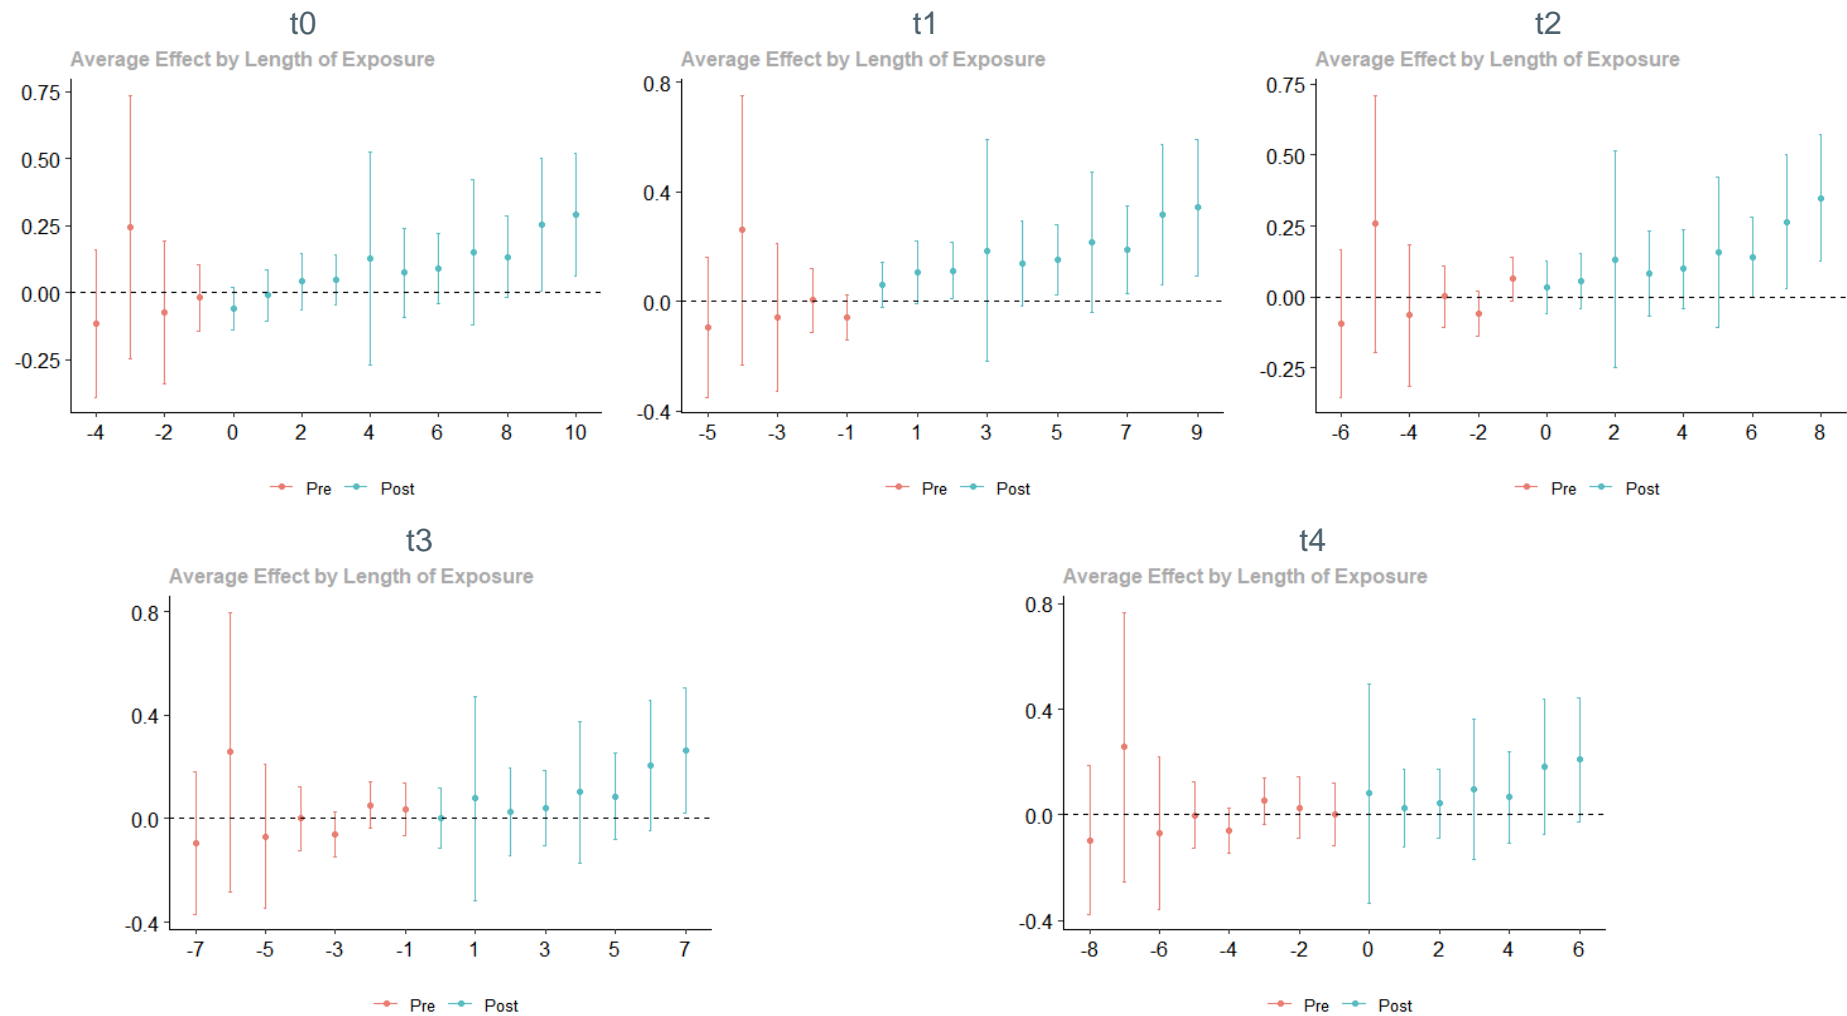 t0
Average Effect by Length of Exposure
0.75
0.50
0.25
0.00
-0.25
-4 -2 0 2 4 6 8 10
Pre Post
t1
Average Effect by Length of Exposure
0.8
0.4
0.0
-0.4
-5 -3 -1 1 3 5 7 9
Pre Post
t2
Average Effect by Length of Exposure
0.75
0.50
0.25
0.00
-0.25
-6 -4 -2 0 2 4 6 8
Pre Post
t3
Average Effect by Length of Exposure
0.8
0.4
0.0
-0.4
-7 -5 -3 -1 1 3 5 7
Pre Post
t4
Average Effect by Length of Exposure
0.8
0.4
0.0
-0.4
-8 -6 -4 -2 0 2 4 6
Pre Post